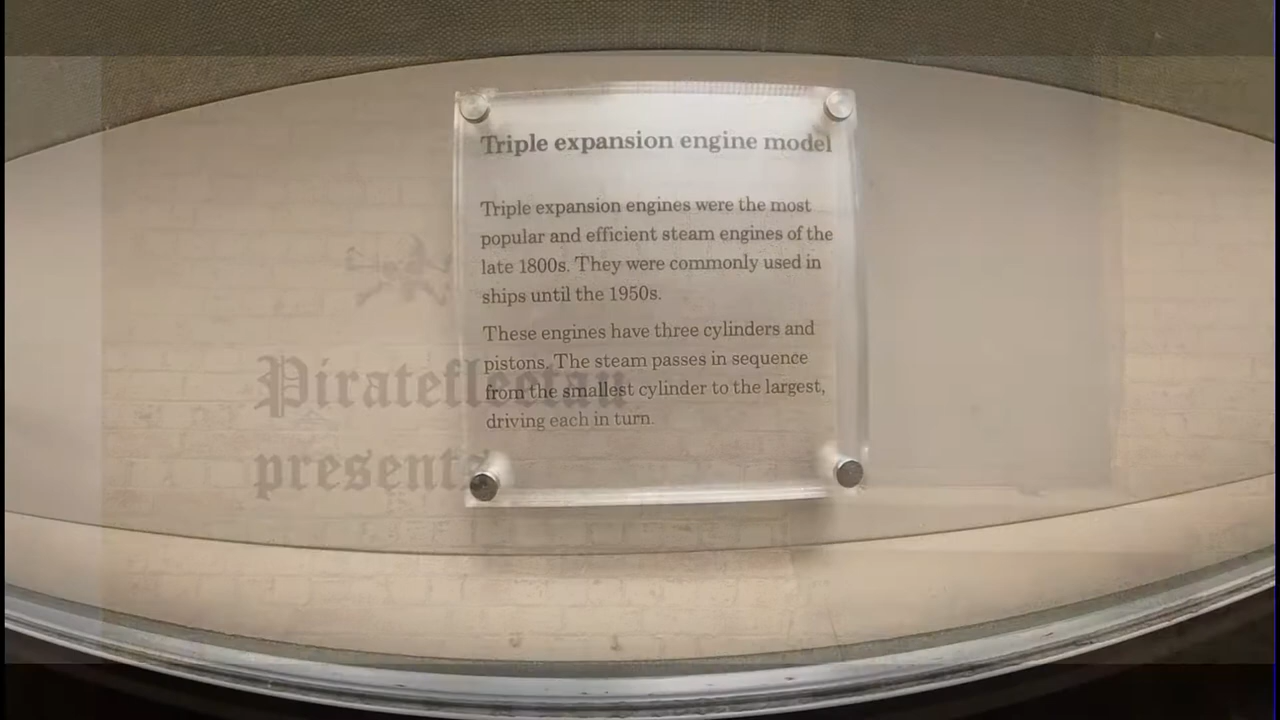 Triple expansion engine model
Triple expansion engines were the most
popular and efficient steam engines of the
late 1800s. They were commonly used in
ships until the 1950s.
These engines have three cylinders and
pistons. The steam passes in sequence
from the smallest cylinder to the largest,
driving each in turn.
Piratefleetau
presents